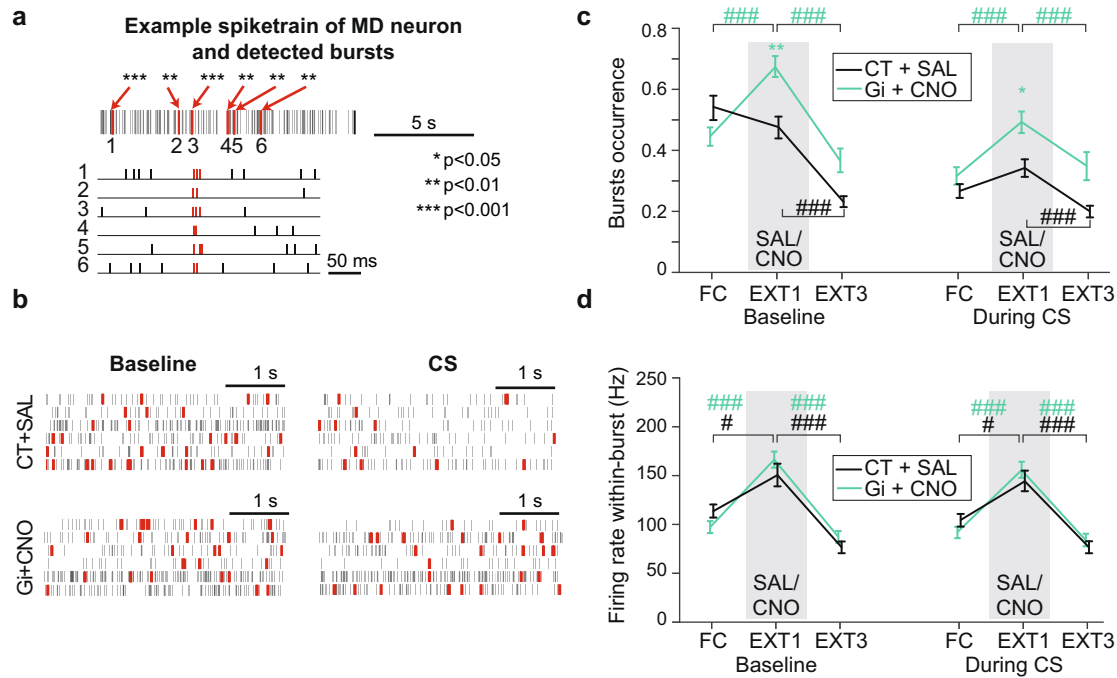 a
Example spiketrain of MD neuron
and detected bursts
*** ** *** ** ** **
1 2 3 45 6
5 s
* p<0.05
** p<0.01
*** p<0.001
1
2
3
4
5
6
50 ms
b
Baseline
CS
1 s
1 s
CT+SAL
1 s
1 s
Gi+CNO
c
### ### ### ###
Bursts occurrence
0.8
0.6
0.4
0.2
0
**
*
CT + SAL
Gi + CNO
###
###
SAL/
CNO
SAL/
CNO
FC EXT1 EXT3 FC EXT1 EXT3
Baseline During CS
d
Firing rate within-burst (Hz)
250
200
150
100
50
0
### ### ### ###
# ### # ###
CT + SAL
Gi + CNO
SAL/
CNO
SAL/
CNO
FC EXT1 EXT3 FC EXT1 EXT3
Baseline During CS